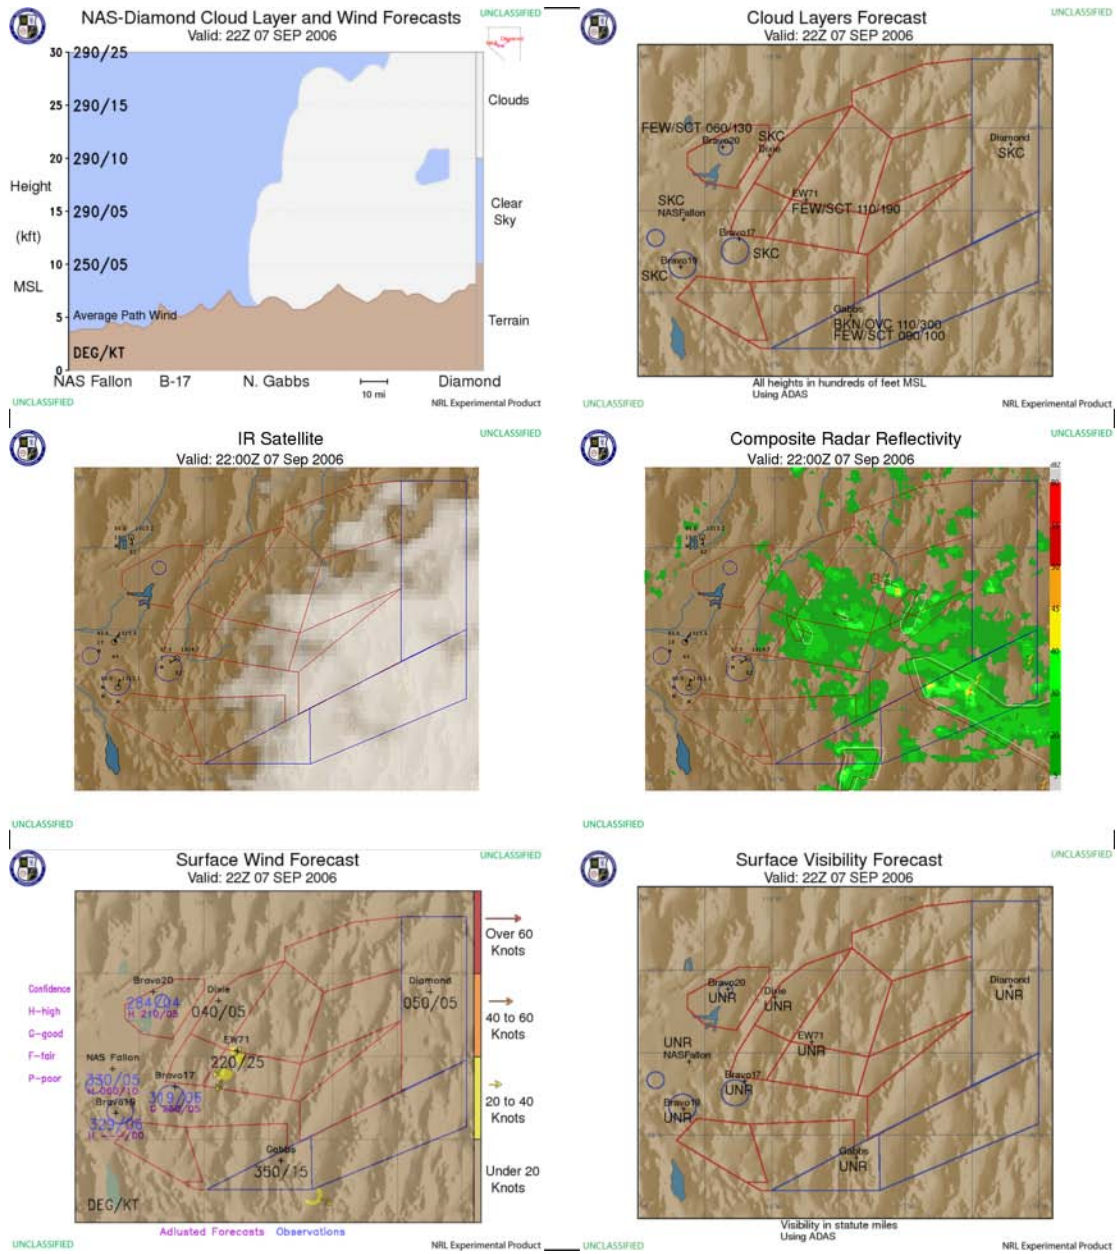 NAS-Diamond Cloud Layer and Wind Forecasts
UNCLASSIFIED
Valid: 22Z 07 SEP 2006
30
290/25
25
290/15
Clouds
20
290/10
Height
15
290/05
Clear
Sky
(kft)
10
250/05
MSL
5
Average Path Wind
Terrain
DEG/KT
0
NAS Fallon
B-17
N. Gabbs
10 mi
Diamond
UNCLASSIFIED
NRL Experimental Product
Cloud Layers Forecast
UNCLASSIFIED
Valid: 22Z 07 SEP 2006
FEW/SCT 060/130
Bravo20
SKC
Dixie
Diamond
SKC
EW71
FEW/SCT 110/190
SKC
NASFallon
Bravo17
SKC
Bravo19
SKC
Gabbs
BKN/OVC 110/300
FEW/SCT 090/100
All heights in hundreds of feet MSL
Using ADAS
UNCLASSIFIED
NRL Experimental Product
IR Satellite
UNCLASSIFIED
Valid: 22:00Z 07 Sep 2006
UNCLASSIFIED
Composite Radar Reflectivity
UNCLASSIFIED
Valid: 22:00Z 07 Sep 2006
UNCLASSIFIED
Surface Wind Forecast
UNCLASSIFIED
Valid: 22Z 07 SEP 2006
Over 60
Knots
40 to 60
Knots
20 to 40
Knots
Under 20
Knots
Confidence
H-high
G-good
F-fair
P-poor
Bravo20
284/04
H 210/05
Dixie
040/05
Diamond
050/05
EW71
220/25
NAS Fallon
330/05
Bravo17
Bravo19
Gabbs
350/15
DEG/KT
Adjusted Forecasts Observations
UNCLASSIFIED
NRL Experimental Product
Surface Visibility Forecast
UNCLASSIFIED
Valid: 22Z 07 SEP 2006
Bravo20
UNR
Dixie
UNR
Diamond
UNR
EW71
UNR
UNR
NASFallon
Bravo17
UNR
Bravo19
UNR
Gabbs
UNR
Visibility in statute miles
Using ADAS
UNCLASSIFIED
NRL Experimental Product